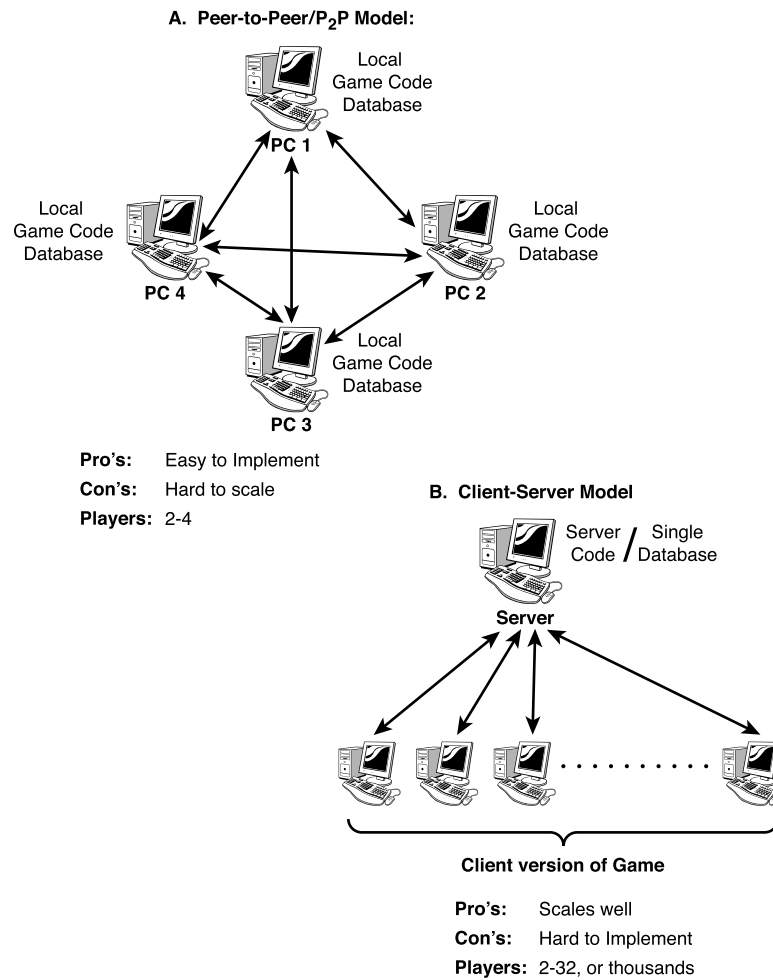 A. Peer-to-Peer/P2P Model:
Local
Game Code
Database
PC 1
Local
Game Code
Database
PC 4
Local
Game Code
Database
PC 2
Local
Game Code
Database
PC 3
Pro's: Easy to Implement
Con's: Hard to scale
Players: 2-4
B. Client-Server Model
Server
Code
/
Single
Database
Server
Client version of Game
Pro's: Scales well
Con's: Hard to Implement
Players: 2-32, or thousands